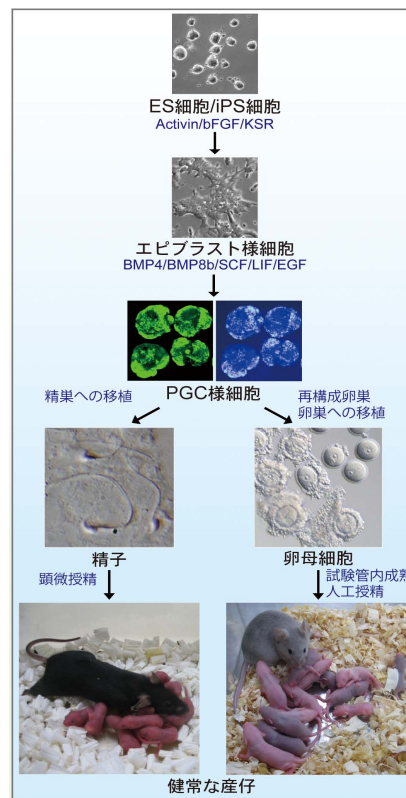 ES細胞/iPS細胞
Activin/bFGF/KSR
エピブラスト様細胞
BMP4/BMP8b/SCF/LIF/EGF
PGC様細胞
精巣への移植
再構成卵巣
卵巣への移植
精子
卵母細胞
顕微授精
試験管内成熟
人工授精
健常な産仔